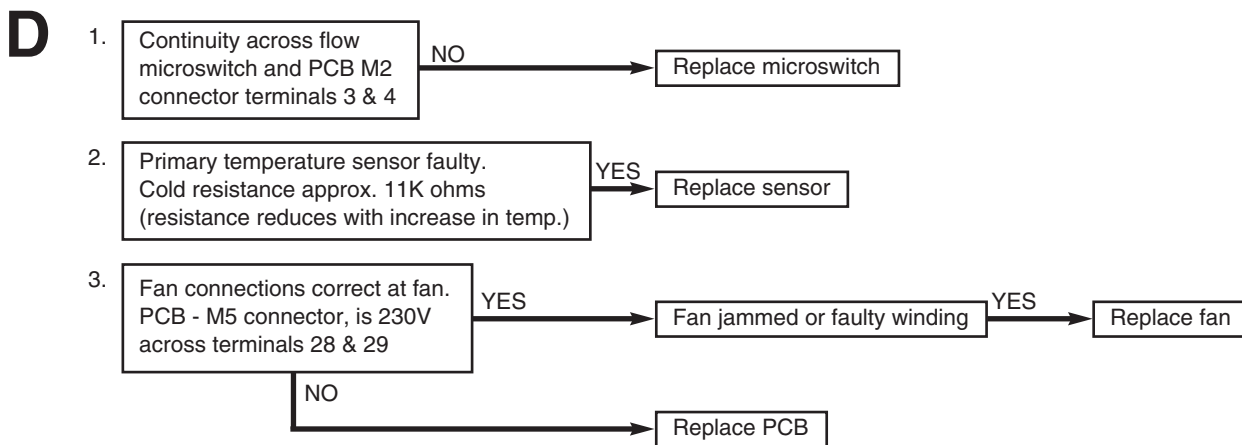 D
1.
Continuity across flow
microswitch and PCB M2
connector terminals 3 & 4
NO
Replace microswitch
2.
Primary temperature sensor faulty.
Cold resistance approx. 11K ohms
(resistance reduces with increase in temp.)
YES
Replace sensor
3.
Fan connections correct at fan.
PCB - M5 connector, is 230V
across terminals 28 & 29
YES
Fan jammed or faulty winding
YES
Replace fan
NO
Replace PCB